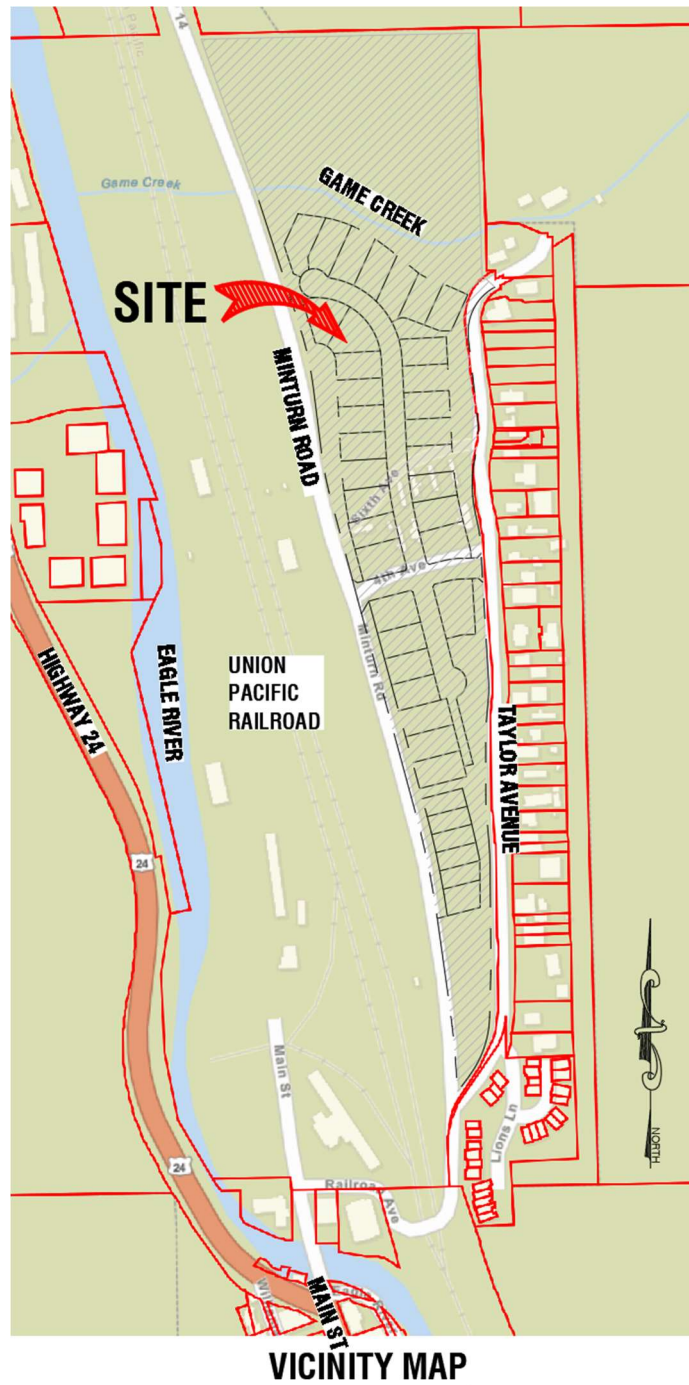 14
Pacific
Game Creek
GAME CREEK
SITE
MINTURN ROAD
Sixth Ave
4th Ave
Minturn Rd
UNION
PACIFIC
RAILROAD
HIGHWAY 24
EAGLE RIVER
TAYLOR AVENUE
24
Main St
Lions Ln
NORTH
24
Railroad Ave
MAIN ST
VICINITY MAP